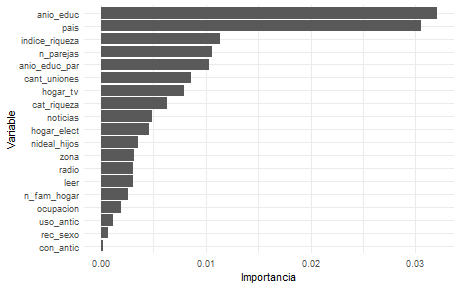 anio_educ
pais
indice_riqueza
n_parejas
anio_educ_par
cant_uniones
hogar_tv
cat_riqueza
noticias
hogar_elect
nideal_hijos
zona
radio
leer
n_fam_hogar
ocupacion
uso_antic
rec_sexo
con_antic
Variable
0.00 0.01 0.02 0.03
Importancia